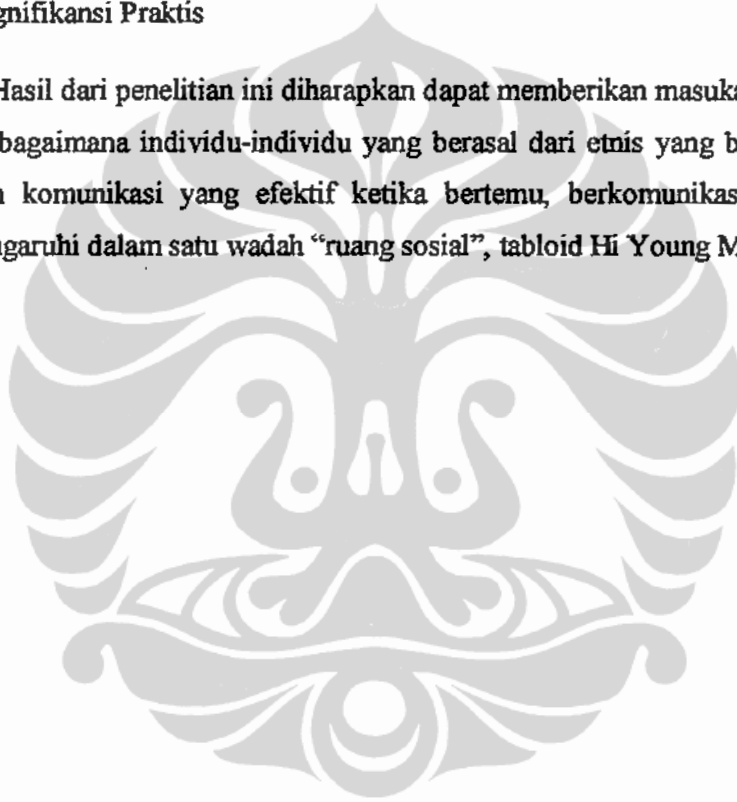 gnifikansi Praktis
Hasil dari penelitian ini diharapkan dapat memberikan masuka
bagaimana individu-individu yang berasal dari etnis yang b
komunikasi yang efektif ketika bertemu, berkomunikas
garuhi dalam satu wadah “ruang sosial”, tabloid Hi Young M